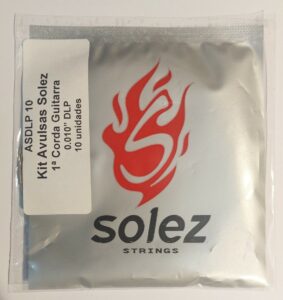 ASDLP 10
Kit Avulsas Solez
1ª Corda Guitarra
0.010" DLP
10 unidades
solez
STRINGS